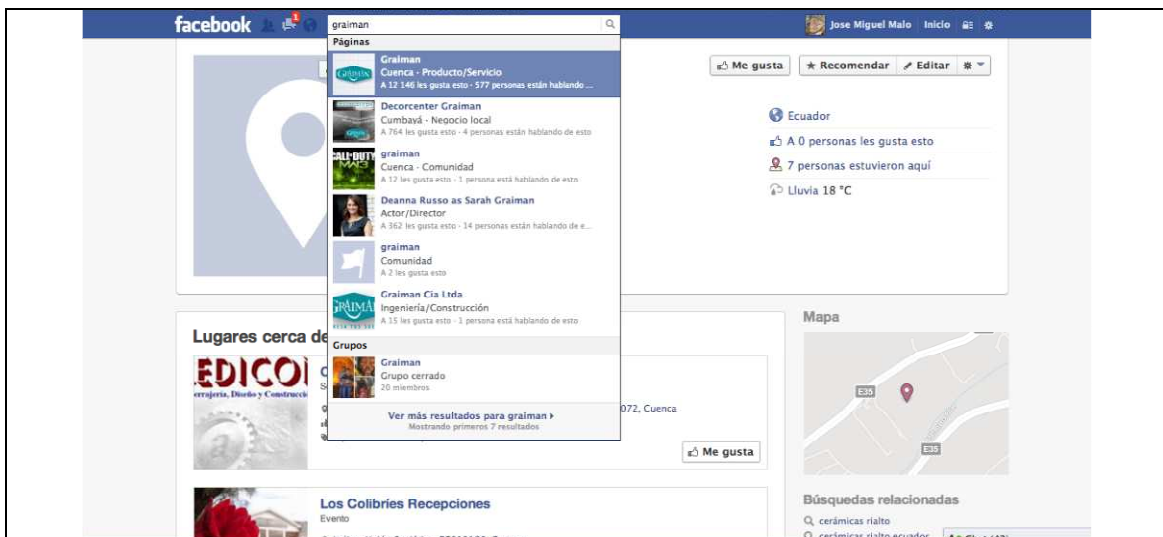 facebook
1
graiman
Jose Miguel Malo Inicio
Páginas
Graiman
Cuenca - Producto/Servicio
A 12 146 les gusta esto - 577 personas están hablando ...
Decorcenter Graiman
Cumbayá - Negocio local
A 764 les gusta esto - 4 personas están hablando de esto
graiman
Cuenca - Comunidad
A 12 les gusta esto - 1 persona está hablando de esto
Deanna Russo as Sarah Graiman
Actor/Director
A 362 les gusta esto - 14 personas están hablando de e...
graiman
Comunidad
A 2 les gusta esto
Graiman Cia Ltda
Ingeniería/Construcción
A 15 les gusta esto - 1 persona está hablando de esto
Grupos
Graiman
Grupo cerrado
20 miembros
Ver más resultados para graiman
Mostrando primeros 7 resultados
Me gusta
Recomendar
Editar
Ecuador
A 0 personas les gusta esto
7 personas estuvieron aquí
Lluvia 18 °C
Lugares cerca de
EDICO
072, Cuenca
Me gusta
Los Colibríes Recepciones
Evento
Mapa
E35
E35
Búsquedas relacionadas
cerámicas rialto
cerámicas rialto ecuador